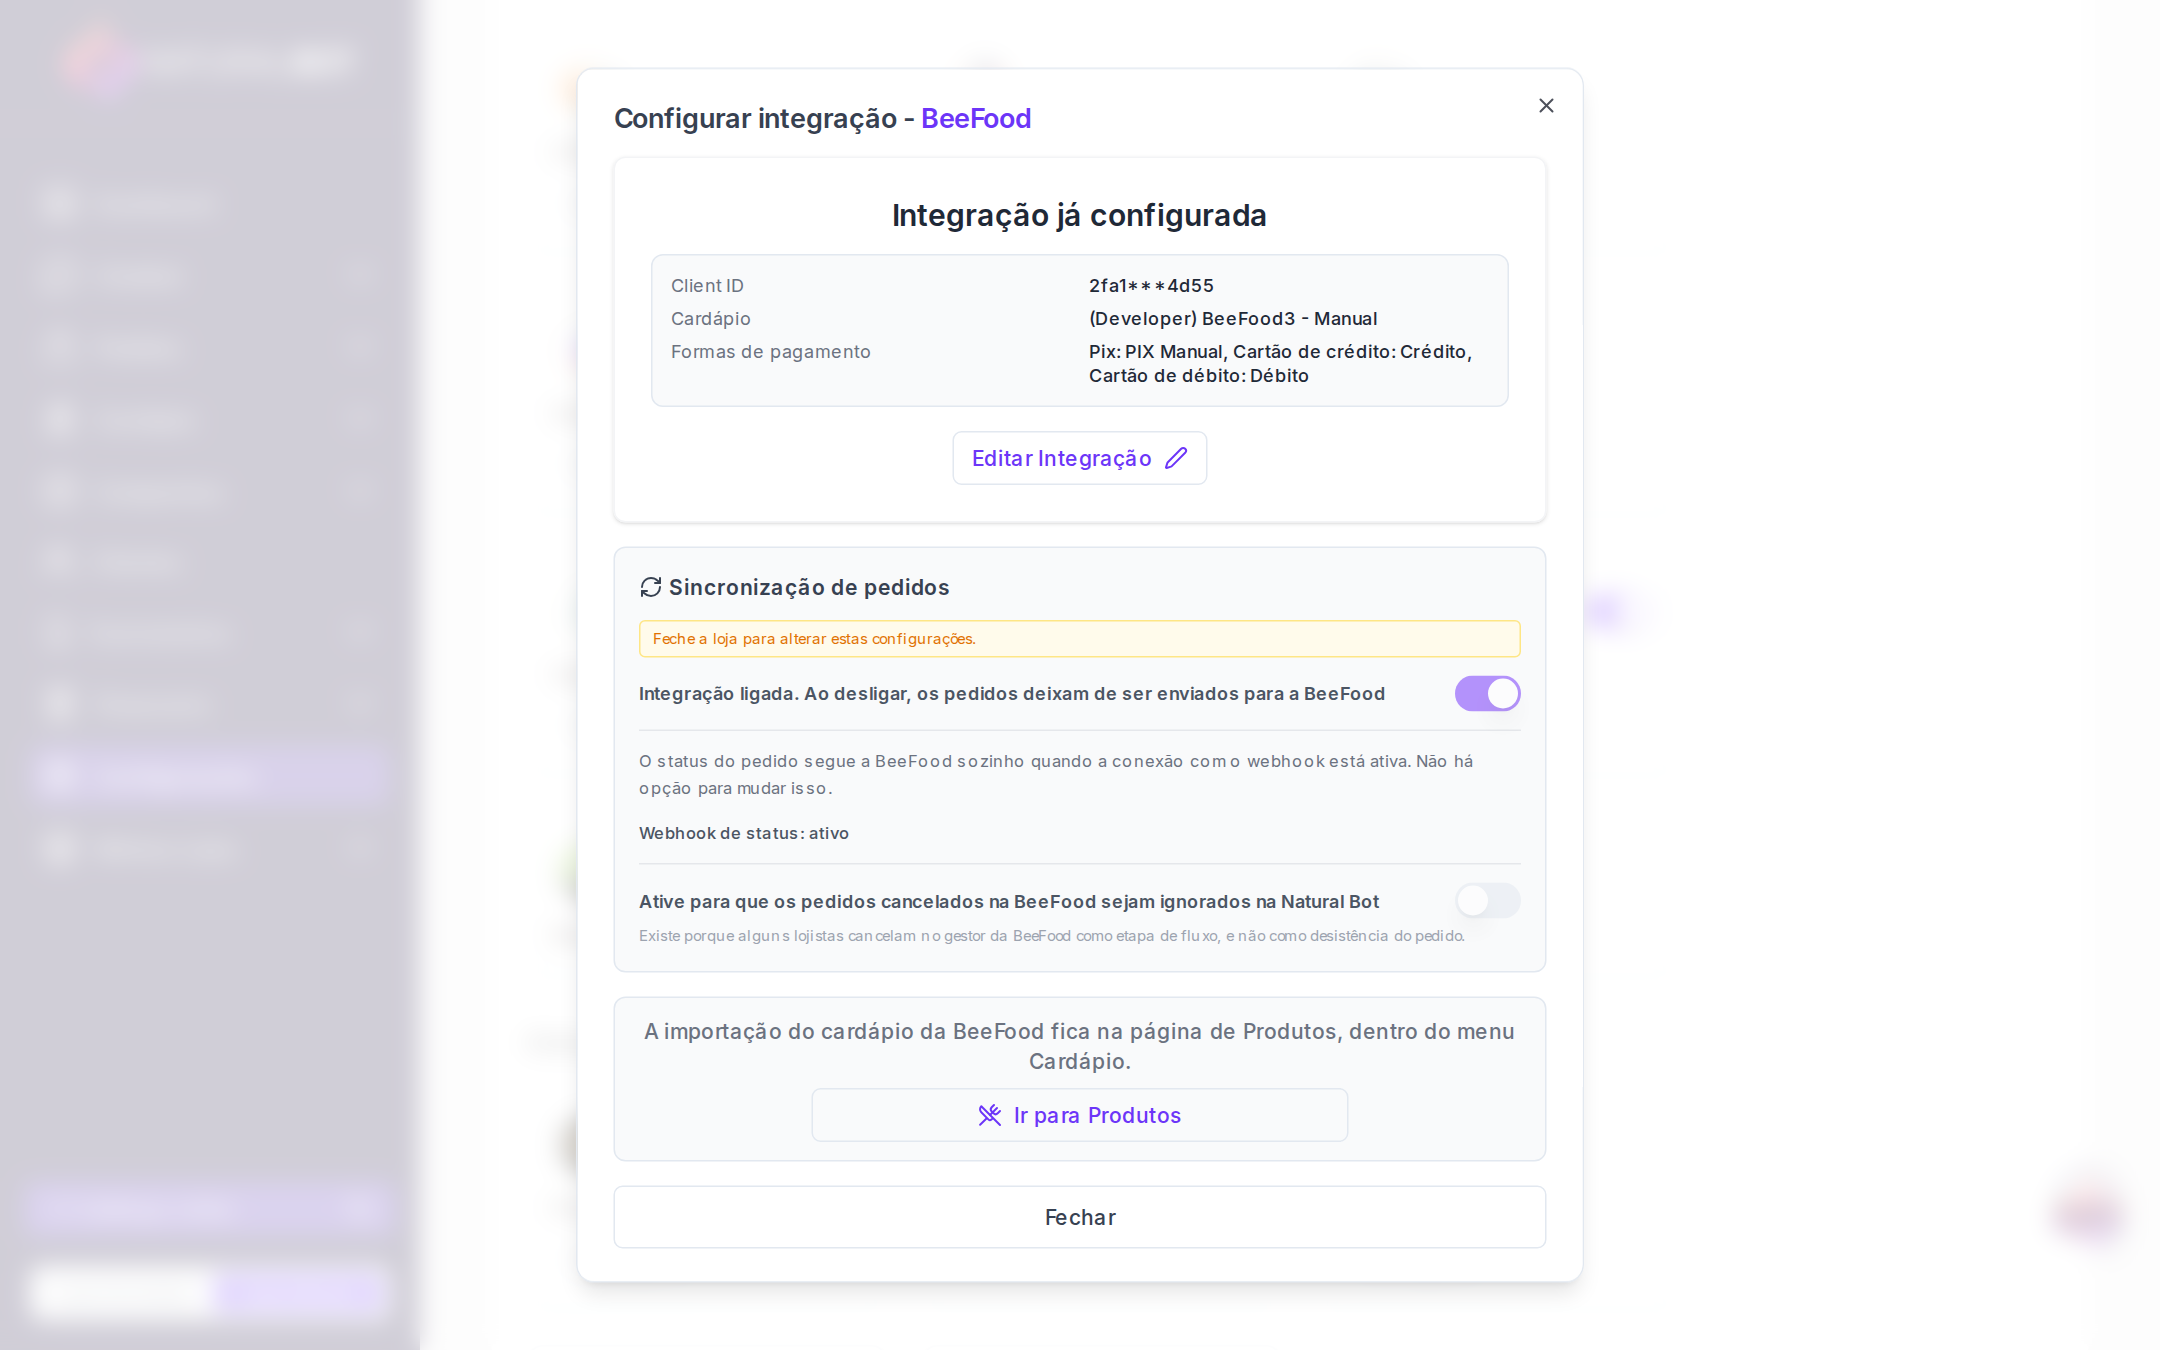 Configurar integração - BeeFood
Integração já configurada
Client ID 2fa1***4d55
Cardápio (Developer) BeeFood3 - Manual
Formas de pagamento Pix: PIX Manual, Cartão de crédito: Crédito,
Cartão de débito: Débito
Editar Integração
Sincronização de pedidos
Feche a loja para alterar estas configurações.
Integração ligada. Ao desligar, os pedidos deixam de ser enviados para a BeeFood
O status do pedido segue a BeeFood sozinho quando a conexão com o webhook está ativa. Não há
opção para mudar isso.
Webhook de status: ativo
Ative para que os pedidos cancelados na BeeFood sejam ignorados na Natural Bot
Existe porque alguns lojistas cancelam no gestor da BeeFood como etapa de fluxo, e não como desistência do pedido.
A importação do cardápio da BeeFood fica na página de Produtos, dentro do menu
Cardápio.
Ir para Produtos
Fechar